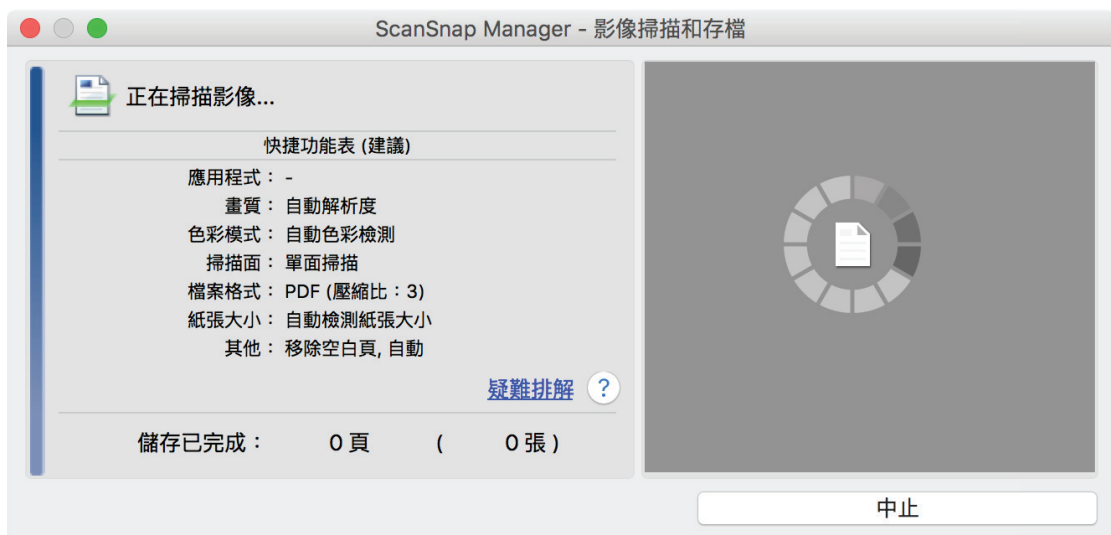 ScanSnap Manager - 影像掃描和存檔
正在掃描影像...
快捷功能表 (建議)
應用程式： -
畫質： 自動解析度
色彩模式： 自動色彩檢測
掃描面： 單面掃描
檔案格式： PDF (壓縮比：3)
紙張大小： 自動檢測紙張大小
其他： 移除空白頁, 自動
疑難排解 ?
儲存已完成： 0 頁 ( 0 張 )
中止